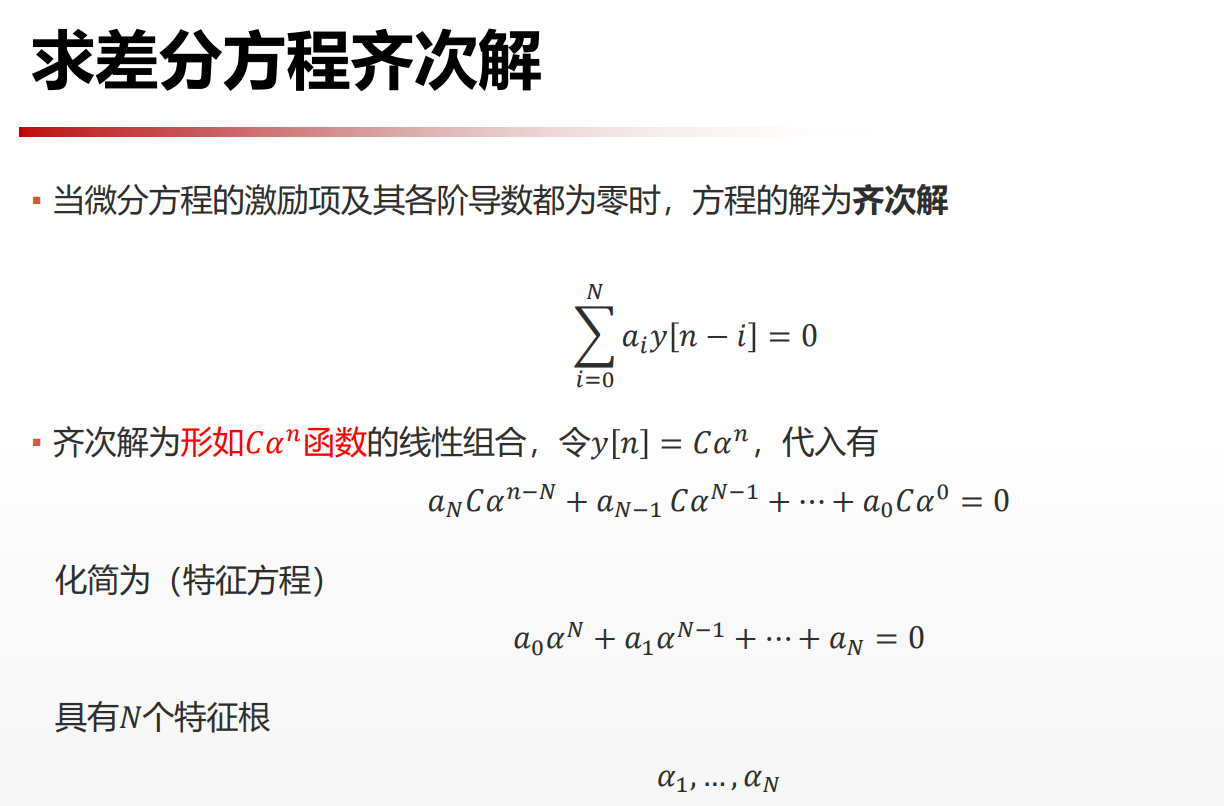 求差分方程齐次解
▪ 当微分方程的激励项及其各阶导数都为零时，方程的解为齐次解
$\sum_{i=0}^{N} a_i y[n-i] = 0$
▪ 齐次解为形如$C\alpha^n$函数的线性组合，令$y[n] = C\alpha^n$，代入有
$a_N C\alpha^{n-N} + a_{N-1} C\alpha^{N-1} + \cdots + a_0 C\alpha^0 = 0$
化简为（特征方程）
$a_0 \alpha^N + a_1 \alpha^{N-1} + \cdots + a_N = 0$
具有$N$个特征根
$\alpha_1, \ldots, \alpha_N$